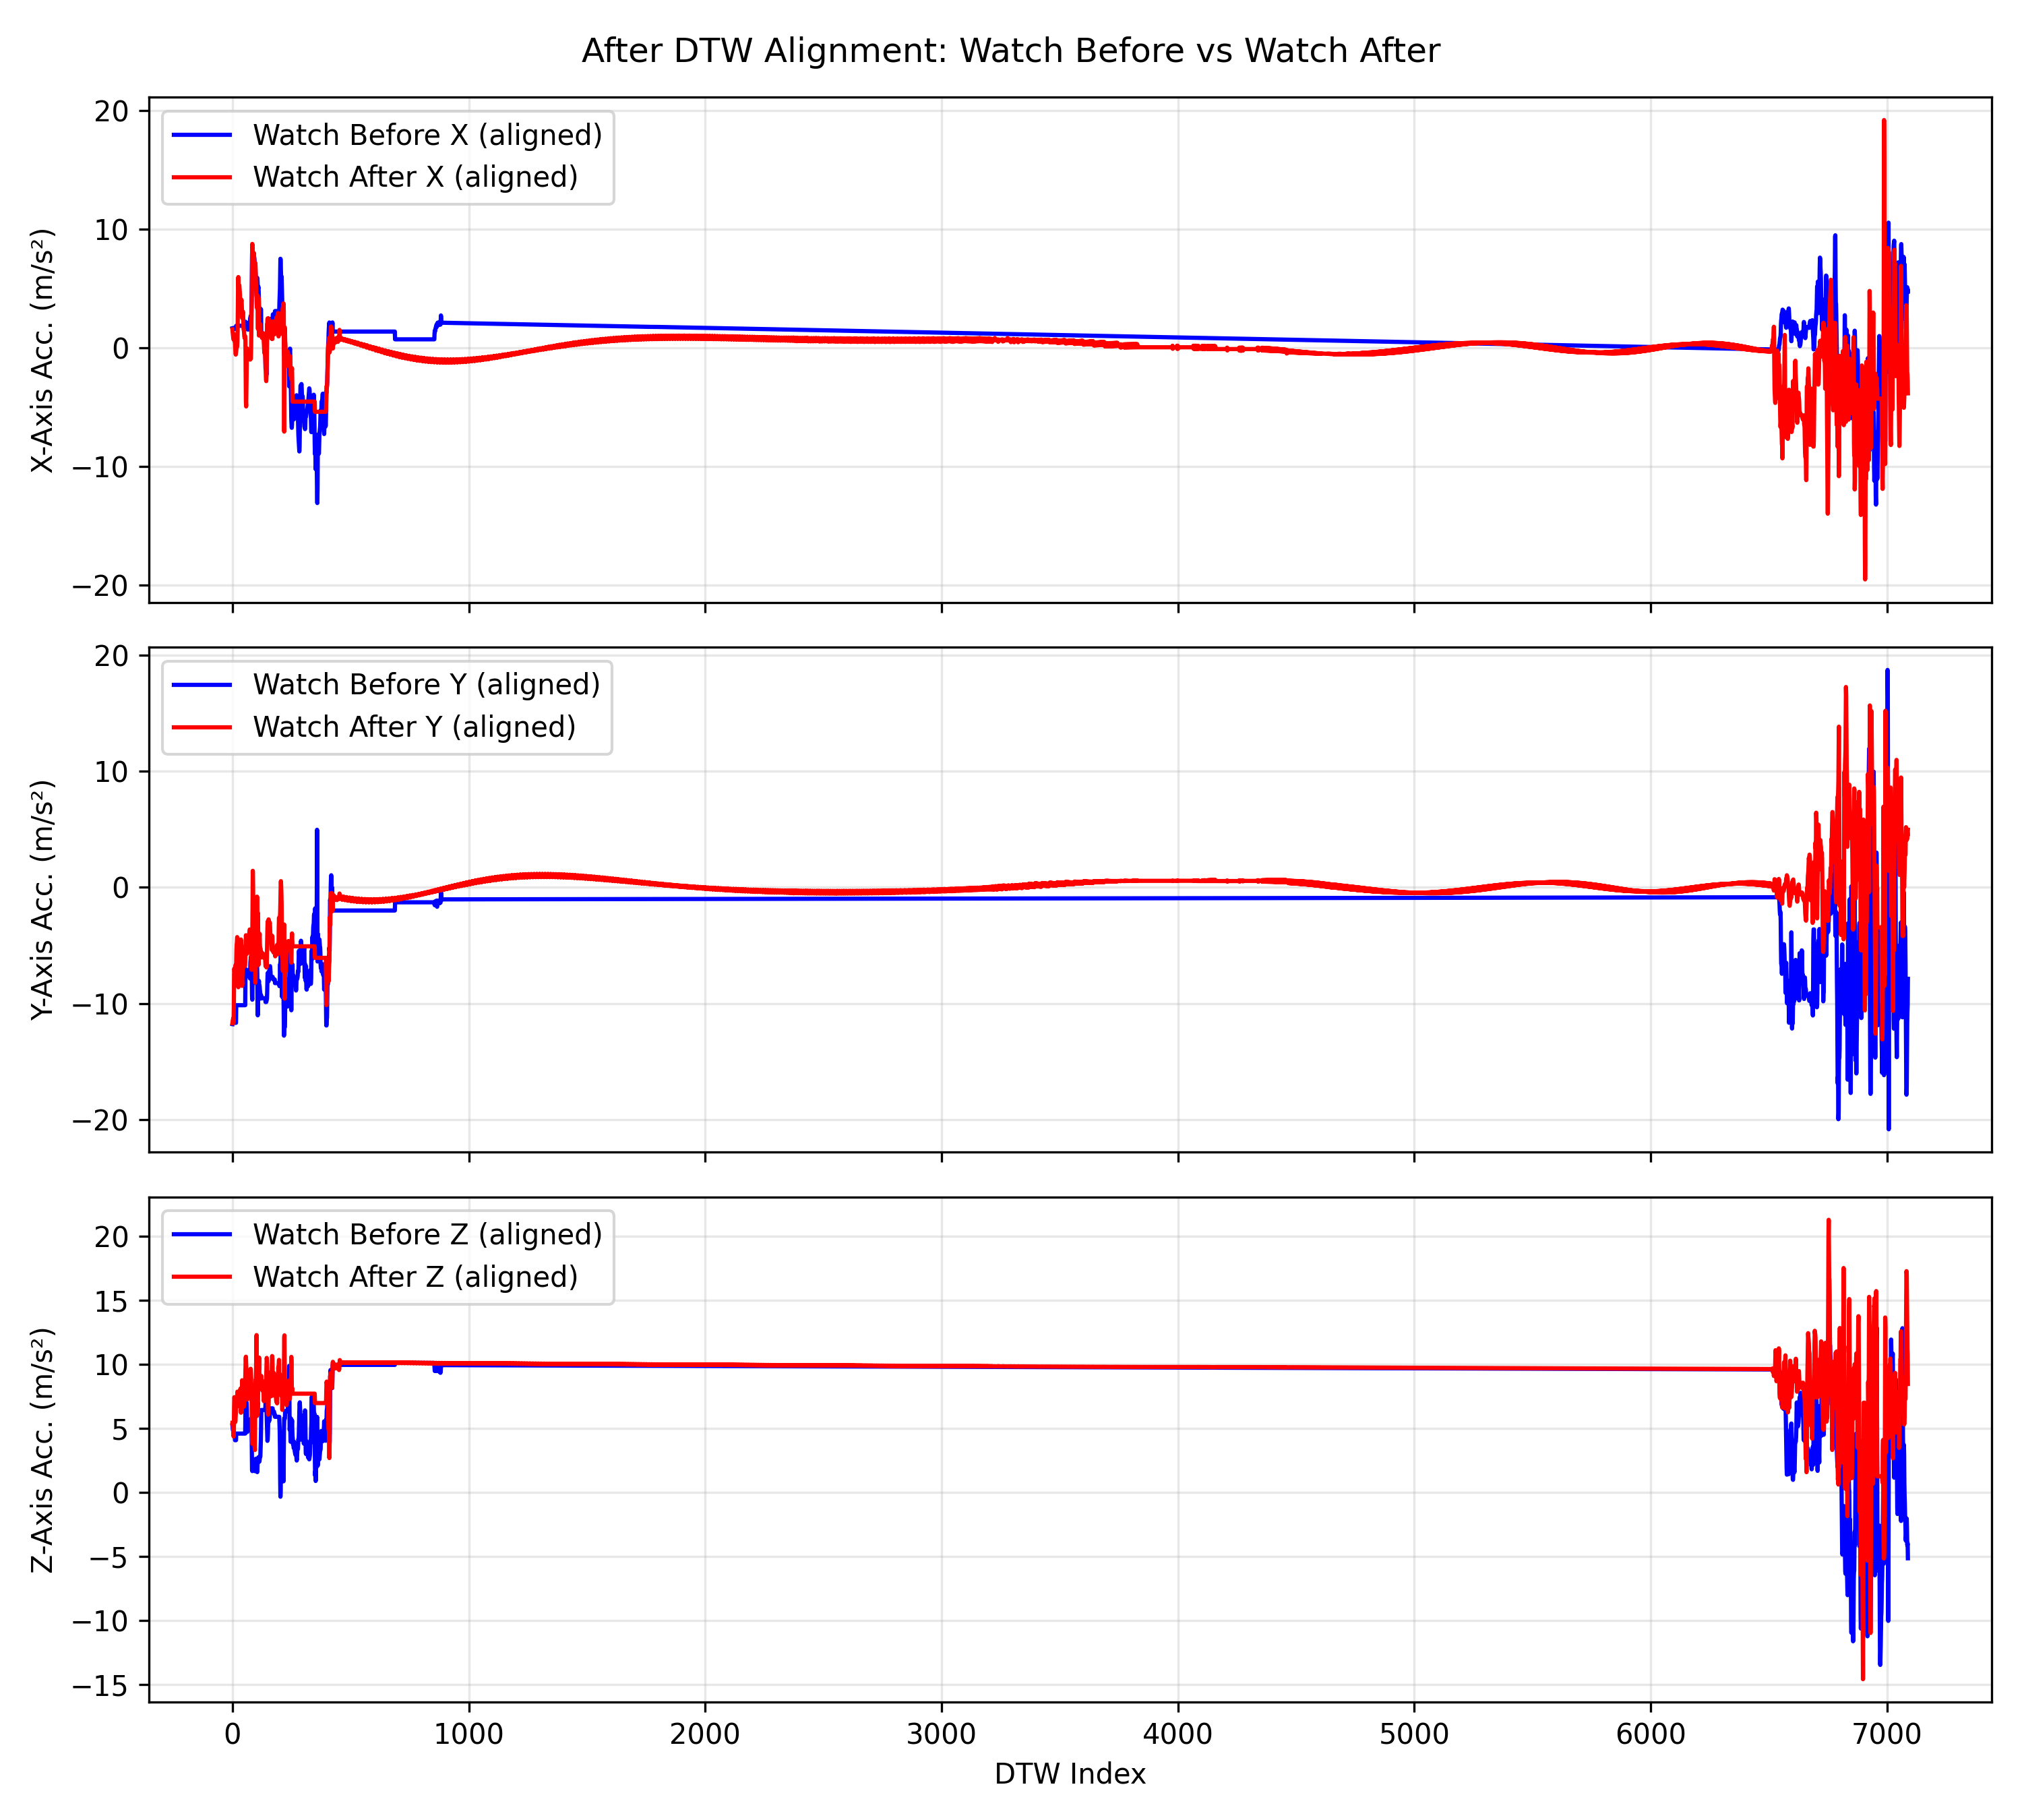 After DTW Alignment: Watch Before vs Watch After
20
10
0
−10
−20
X-Axis Acc. (m/s²)
Watch Before X (aligned)
Watch After X (aligned)
20
10
0
−10
−20
Y-Axis Acc. (m/s²)
Watch Before Y (aligned)
Watch After Y (aligned)
20
15
10
5
0
−5
−10
−15
Z-Axis Acc. (m/s²)
Watch Before Z (aligned)
Watch After Z (aligned)
0 1000 2000 3000 4000 5000 6000 7000
DTW Index